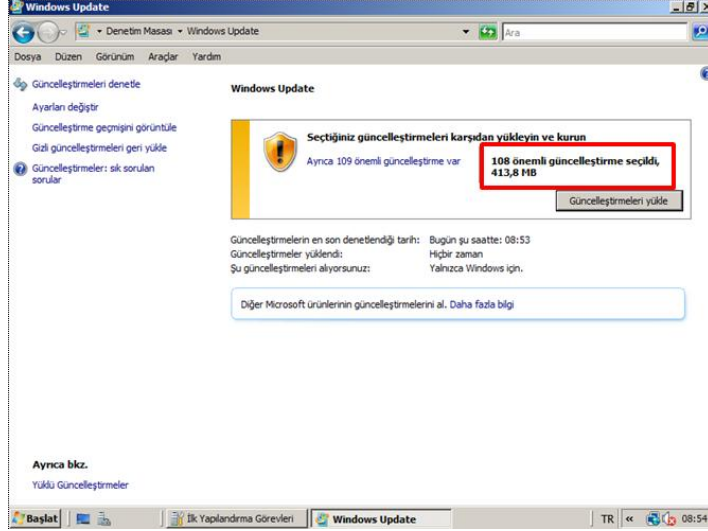 Windows Update
Denetim Masası Windows Update
Ara
Dosya Düzen Görünüm Araçlar Yardım
Güncelleştirmeleri denetle
Ayarları değiştir
Güncelleştirme geçmişini görüntüle
Gizli güncelleştirmeleri geri yükle
Güncelleştirmeler: sık sorulan
sorular
Windows Update
Seçtiğiniz güncelleştirmeleri karşıdan yükleyin ve kurun
Ayrıca 109 önemli güncelleştirme var
108 önemli güncelleştirme seçildi,
413,8 MB
Güncelleştirmeleri yükle
Güncelleştirmelerin en son denetlendiği tarih: Bugün şu saatte: 08:53
Güncelleştirmeler yüklendi: Hiçbir zaman
Şu güncelleştirmeleri alıyorsunuz: Yalnızca Windows için.
Diğer Microsoft ürünlerinin güncelleştirmelerini al. Daha fazla bilgi
Ayrıca bkz.
Yüklü Güncelleştirmeler
Başlat İlk Yapılandırma Görevleri Windows Update TR « 08:54